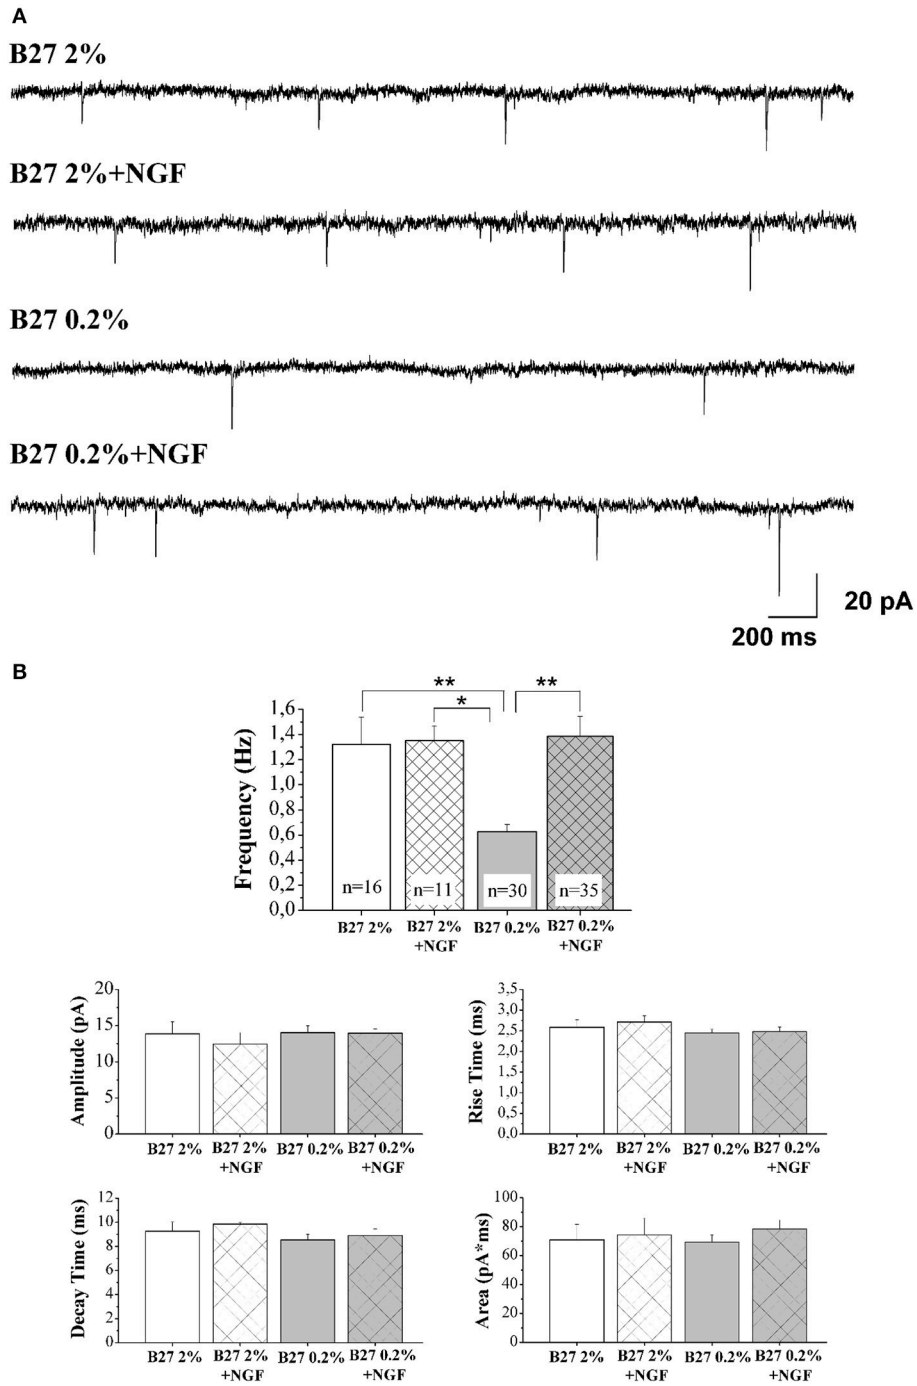 A
B27 2%
B27 2%+NGF
B27 0.2%
B27 0.2%+NGF
20 pA
200 ms
B
Frequency (Hz)
1,6
1,4
1,2
1,0
0,8
0,6
0,4
0,2
0,0
**
*
**
n=16
n=11
n=30
n=35
B27 2%
B27 2%
+NGF
B27 0.2%
B27 0.2%
+NGF
Amplitude (pA)
20
15
10
5
0
B27 2%
B27 2%
+NGF
B27 0.2%
B27 0.2%
+NGF
Rise Time (ms)
3,5
3,0
2,5
2,0
1,5
1,0
0,5
0,0
B27 2%
B27 2%
+NGF
B27 0.2%
B27 0.2%
+NGF
Decay Time (ms)
12
10
8
6
4
2
0
B27 2%
B27 2%
+NGF
B27 0.2%
B27 0.2%
+NGF
Area (pA*ms)
100
80
60
40
20
0
B27 2%
B27 2%
+NGF
B27 0.2%
B27 0.2%
+NGF